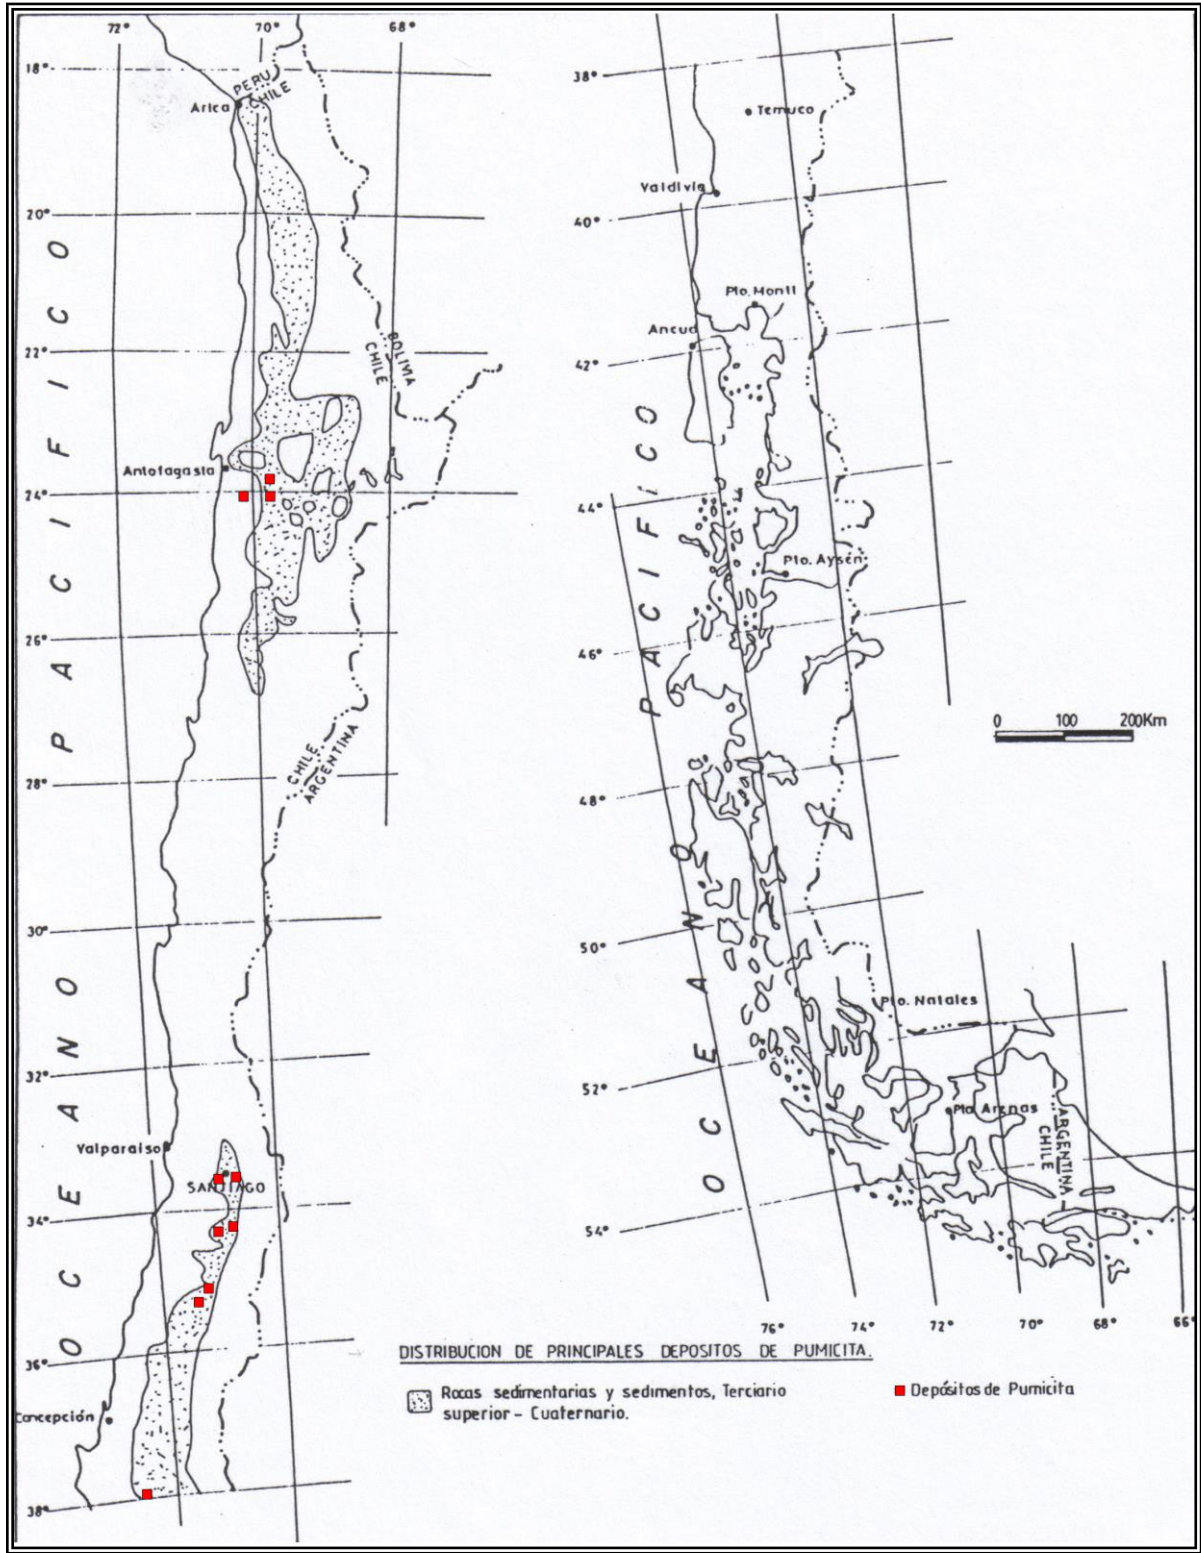 72° 70° 68°
18°
PERU
CHILE
Arica
20°
22°
BOLIVIA
CHILE
Antofagasta
24°
26°
CHILE
ARGENTINA
28°
30°
32°
Valparaiso
SANTIAGO
34°
36°
Concepción
38°
OCEANO PACIFICO
38°
Temuco
Valdivia
40°
Pto. Montt
Ancud
42°
44°
Pto. Aysén
46°
48°
50°
Pto. Natales
52°
Pta. Arenas
ARGENTINA
CHILE
54°
76° 74° 72° 70° 68° 66°
OCEANO PACIFICO
0 100 200Km
DISTRIBUCION DE PRINCIPALES DEPOSITOS DE PUMICITA.
Rocas sedimentarias y sedimentos, Terciario
superior - Cuaternario.
Depósitos de Pumicita